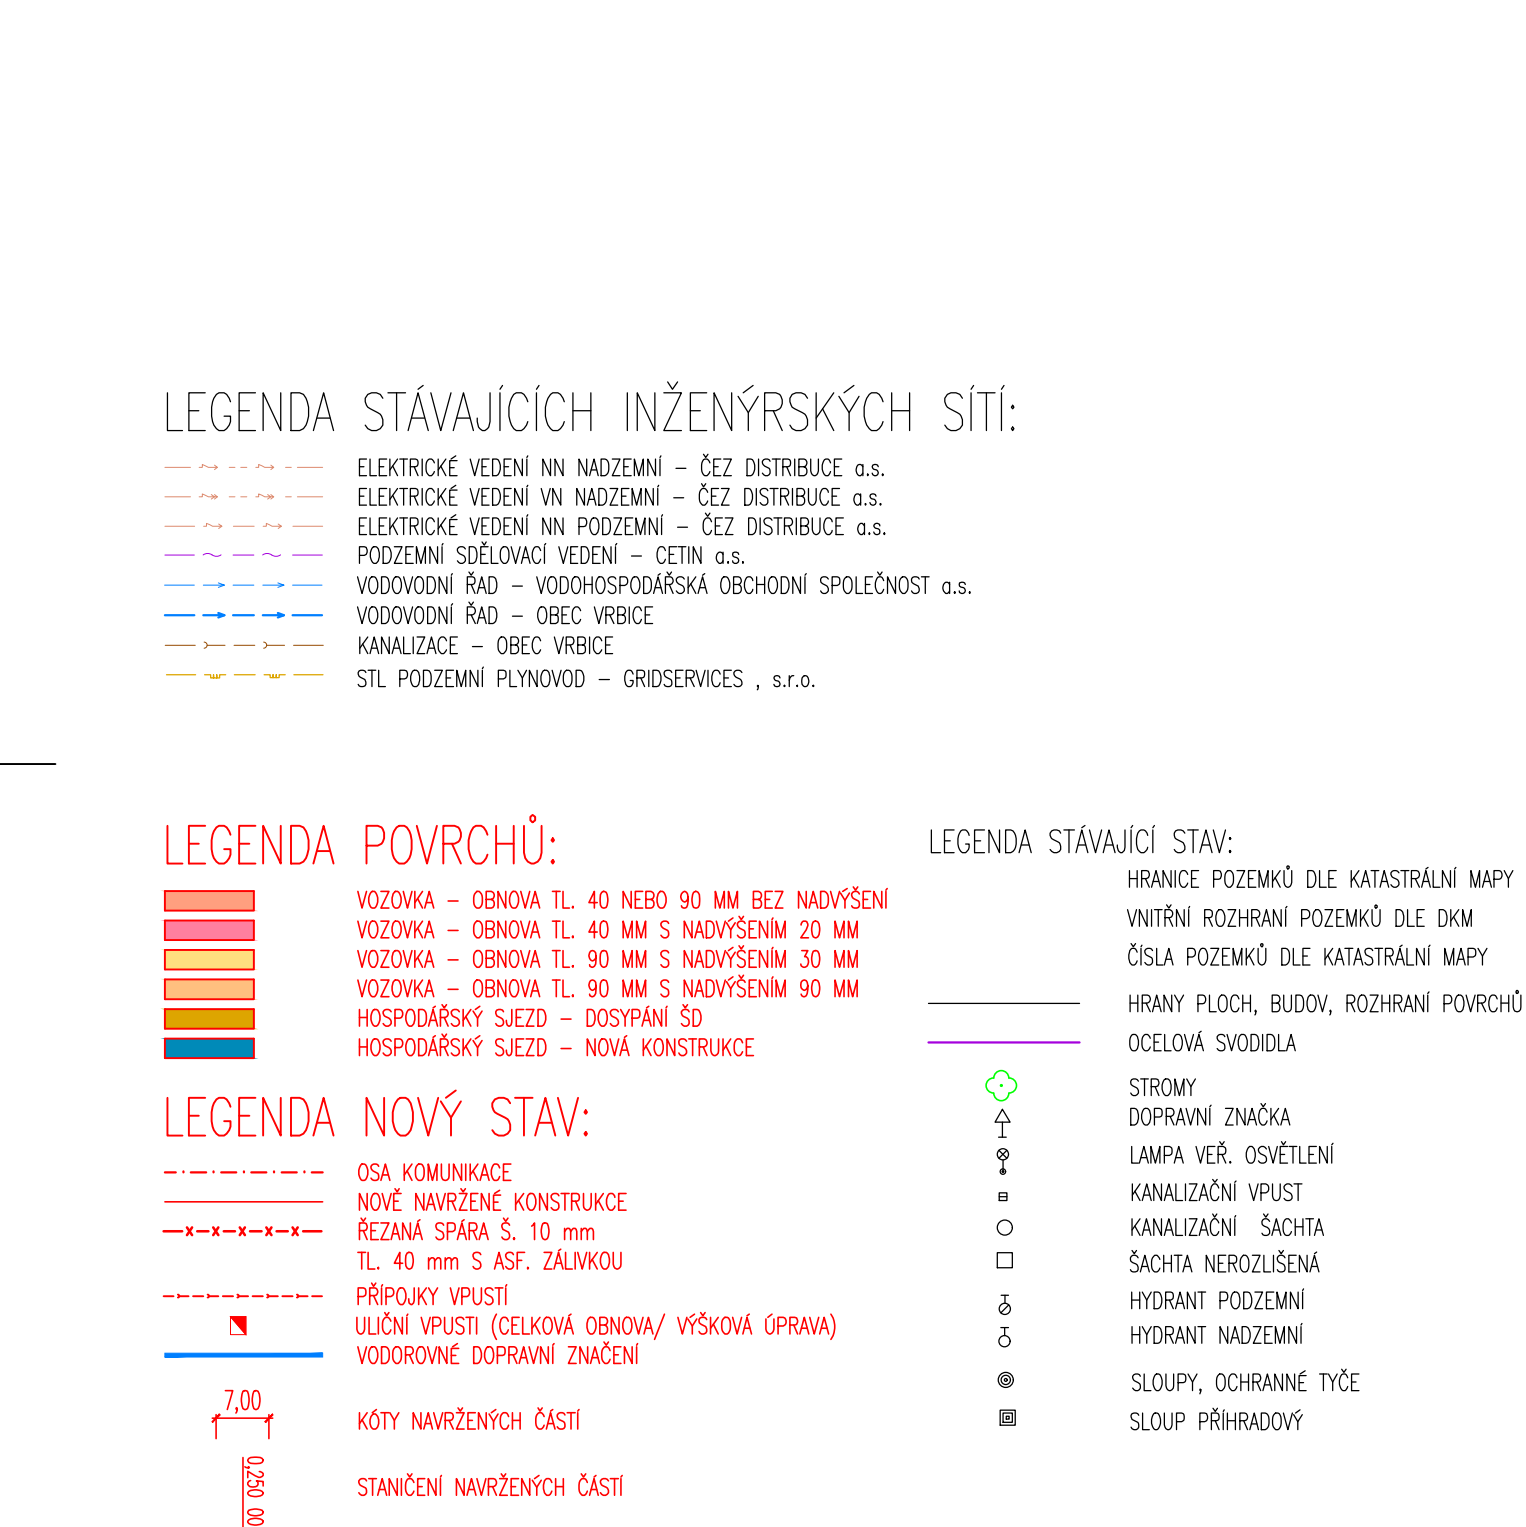 LEGENDA STÁVAJÍCÍCH INŽENÝRSKÝCH SÍTÍ:
ELEKTRICKÉ VEDENÍ NN NADZEMNÍ – ČEZ DISTRIBUCE a.s.
ELEKTRICKÉ VEDENÍ VN NADZEMNÍ – ČEZ DISTRIBUCE a.s.
ELEKTRICKÉ VEDENÍ NN PODZEMNÍ – ČEZ DISTRIBUCE a.s.
PODZEMNÍ SDĚLOVACÍ VEDENÍ – CETIN a.s.
VODOVODNÍ ŘAD – VODOHOSPODÁŘSKÁ OBCHODNÍ SPOLEČNOST a.s.
VODOVODNÍ ŘAD – OBEC VRBICE
KANALIZACE – OBEC VRBICE
STL PODZEMNÍ PLYNOVOD – GRIDSERVICES , s.r.o.
LEGENDA POVRCHŮ:
VOZOVKA – OBNOVA TL. 40 NEBO 90 MM BEZ NADVÝŠENÍ
VOZOVKA – OBNOVA TL. 40 MM S NADVÝŠENÍM 20 MM
VOZOVKA – OBNOVA TL. 90 MM S NADVÝŠENÍM 30 MM
VOZOVKA – OBNOVA TL. 90 MM S NADVÝŠENÍM 90 MM
HOSPODÁŘSKÝ SJEZD – DOSYPÁNÍ ŠD
HOSPODÁŘSKÝ SJEZD – NOVÁ KONSTRUKCE
LEGENDA NOVÝ STAV:
OSA KOMUNIKACE
NOVĚ NAVRŽENÉ KONSTRUKCE
ŘEZANÁ SPÁRA Š. 10 mm
TL. 40 mm S ASF. ZÁLIVKOU
PŘÍPOJKY VPUSTÍ
ULIČNÍ VPUSTI (CELKOVÁ OBNOVA/ VÝŠKOVÁ ÚPRAVA)
VODOROVNÉ DOPRAVNÍ ZNAČENÍ
7,00
KÓTY NAVRŽENÝCH ČÁSTÍ
0,250 00
STANIČENÍ NAVRŽENÝCH ČÁSTÍ
LEGENDA STÁVAJÍCÍ STAV:
HRANICE POZEMKŮ DLE KATASTRÁLNÍ MAPY
VNITŘNÍ ROZHRANÍ POZEMKŮ DLE DKM
ČÍSLA POZEMKŮ DLE KATASTRÁLNÍ MAPY
HRANY PLOCH, BUDOV, ROZHRANÍ POVRCHŮ
OCELOVÁ SVODIDLA
STROMY
DOPRAVNÍ ZNAČKA
LAMPA VEŘ. OSVĚTLENÍ
KANALIZAČNÍ VPUST
KANALIZAČNÍ ŠACHTA
ŠACHTA NEROZLIŠENÁ
HYDRANT PODZEMNÍ
HYDRANT NADZEMNÍ
SLOUPY, OCHRANNÉ TYČE
SLOUP PŘÍHRADOVÝ